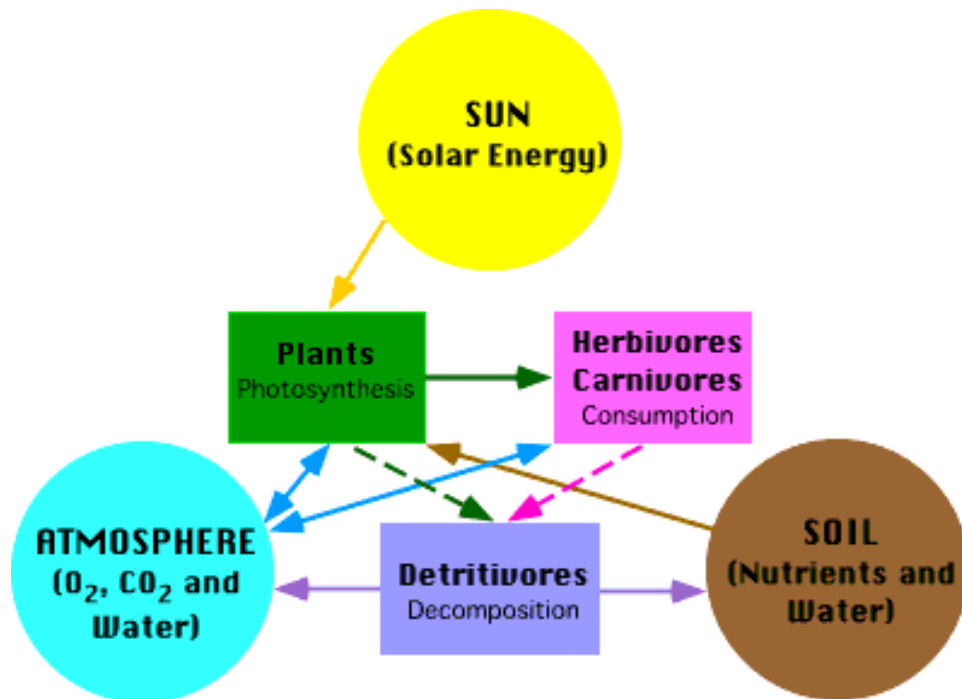 SUN
(Solar Energy)
Plants
Photosynthesis
Herbivores
Carnivores
Consumption
ATMOSPHERE
(O₂, CO₂ and
Water)
Detritivores
Decomposition
SOIL
(Nutrients and
Water)